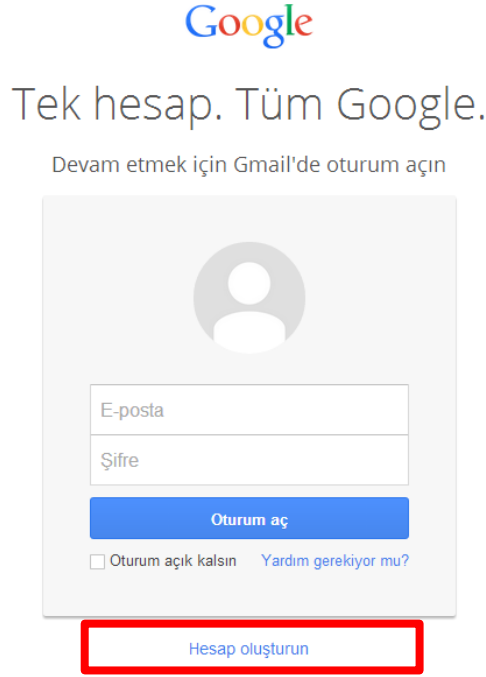 Google
Tek hesap. Tüm Google.
Devam etmek için Gmail'de oturum açın
E-posta
Şifre
Oturum aç
Oturum açık kalsın Yardım gerekiyor mu?
Hesap oluşturun